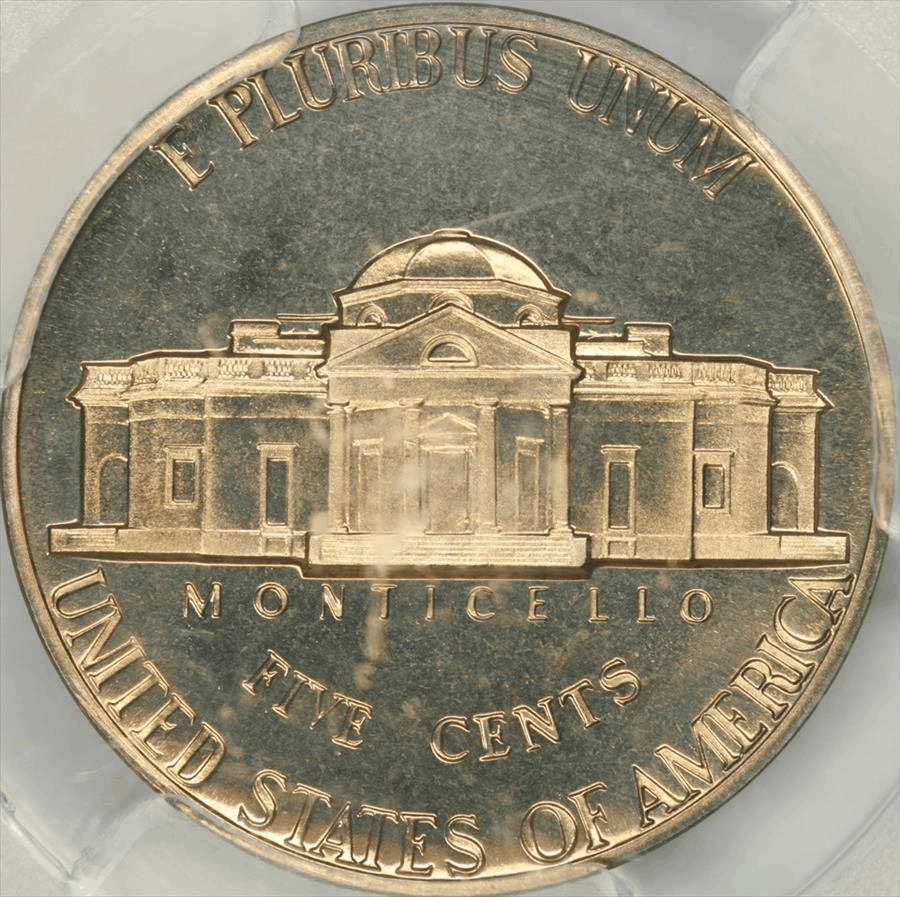 E PLURIBUS UNUM
MONTICELLO
FIVE CENTS
UNITED STATES OF AMERICA